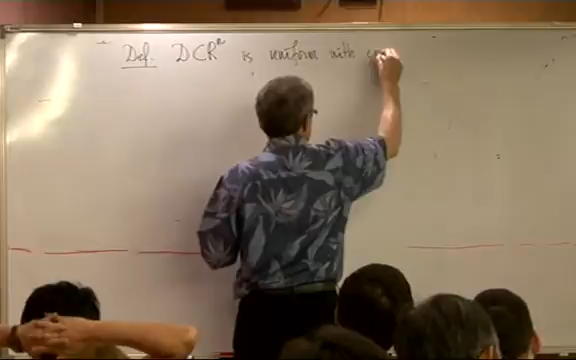 Def. D⊂ℝⁿ is uniform with